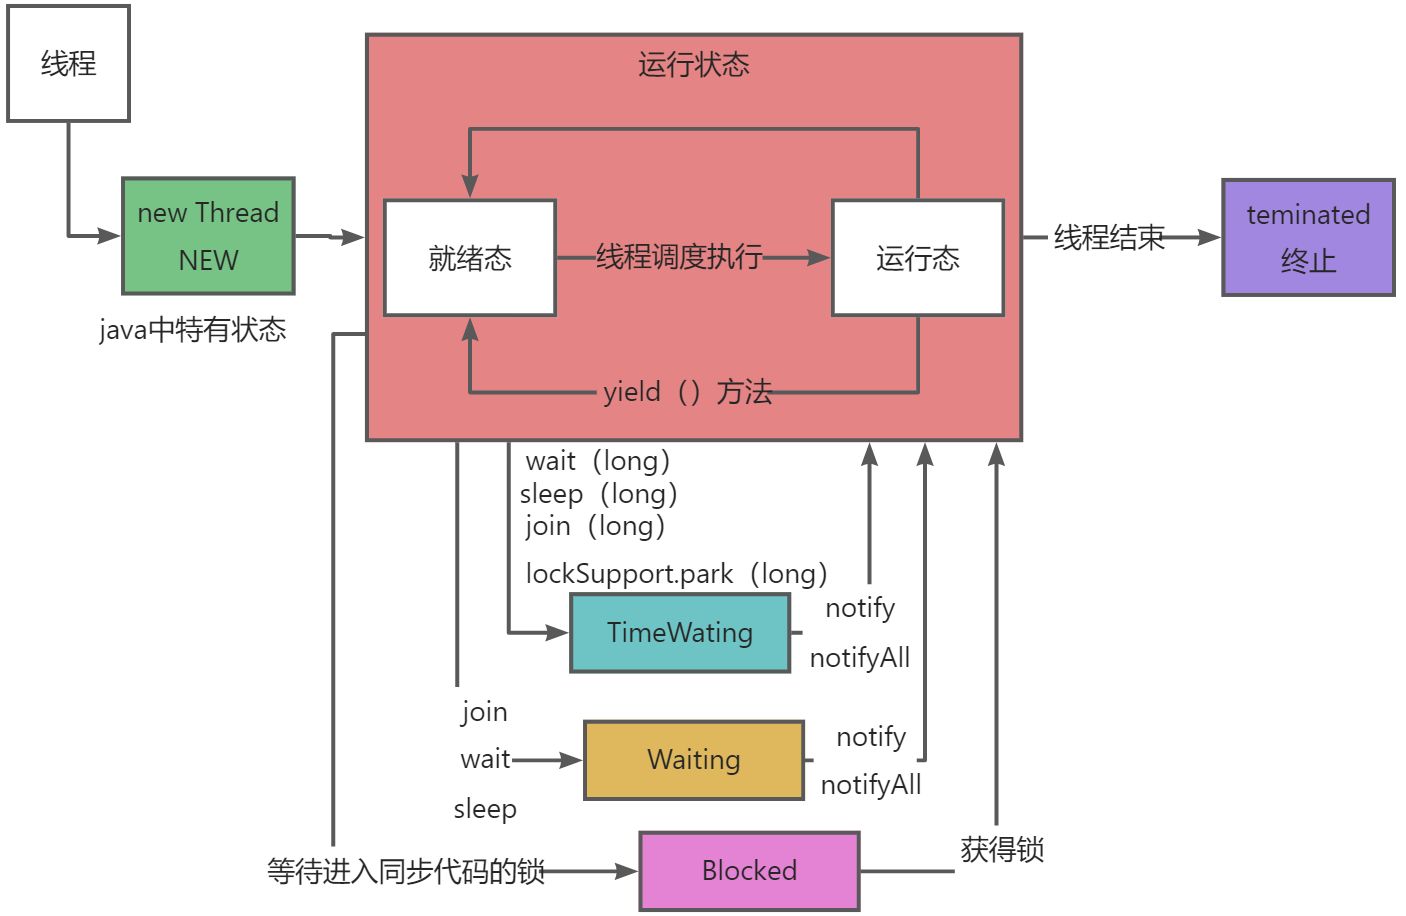 线程
运行状态
new Thread
NEW
java中特有状态
就绪态
线程调度执行
运行态
yield（）方法
线程结束
teminated
终止
wait（long）
sleep（long）
join（long）
lockSupport.park（long）
TimeWating
notify
notifyAll
join
wait
sleep
Waiting
notify
notifyAll
等待进入同步代码的锁
Blocked
获得锁